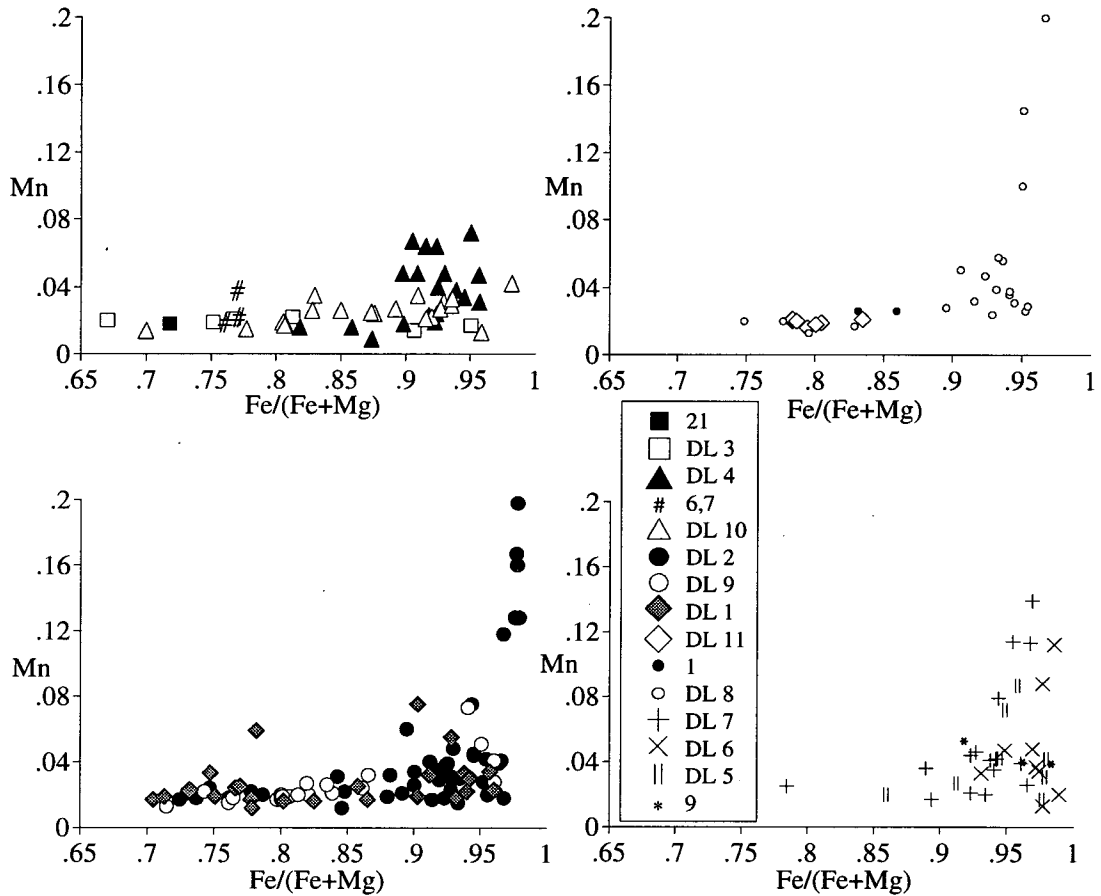 .2
.16
.12
Mn
.08
.04
0
.65 .7 .75 .8 .85 .9 .95 1
Fe/(Fe+Mg)
.2
.16
.12
Mn
.08
.04
0
.65 .7 .75 .8 .85 .9 .95 1
Fe/(Fe+Mg)
21
DL 3
DL 4
# 6,7
DL 10
DL 2
DL 9
DL 1
DL 11
1
DL 8
DL 7
DL 6
DL 5
* 9
.2
.16
.12
Mn
.08
.04
0
.65 .7 .75 .8 .85 .9 .95 1
Fe/(Fe+Mg)
.2
.16
.12
Mn
.08
.04
0
.65 .7 .75 .8 .85 .9 .95 1
Fe/(Fe+Mg)